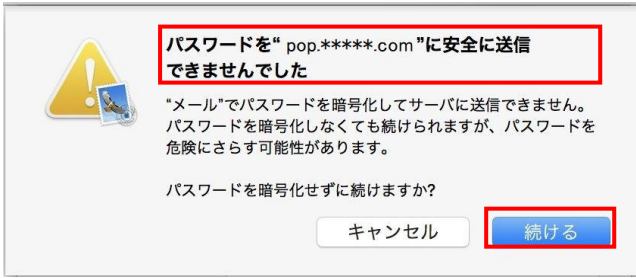 パスワードを“ pop.*****.com ”に安全に送信
できませんでした
“メール”でパスワードを暗号化してサーバに送信できません。
パスワードを暗号化しなくても続けられますが、パスワードを
危険にさらす可能性があります。
パスワードを暗号化せずに続けますか?
キャンセル
続ける